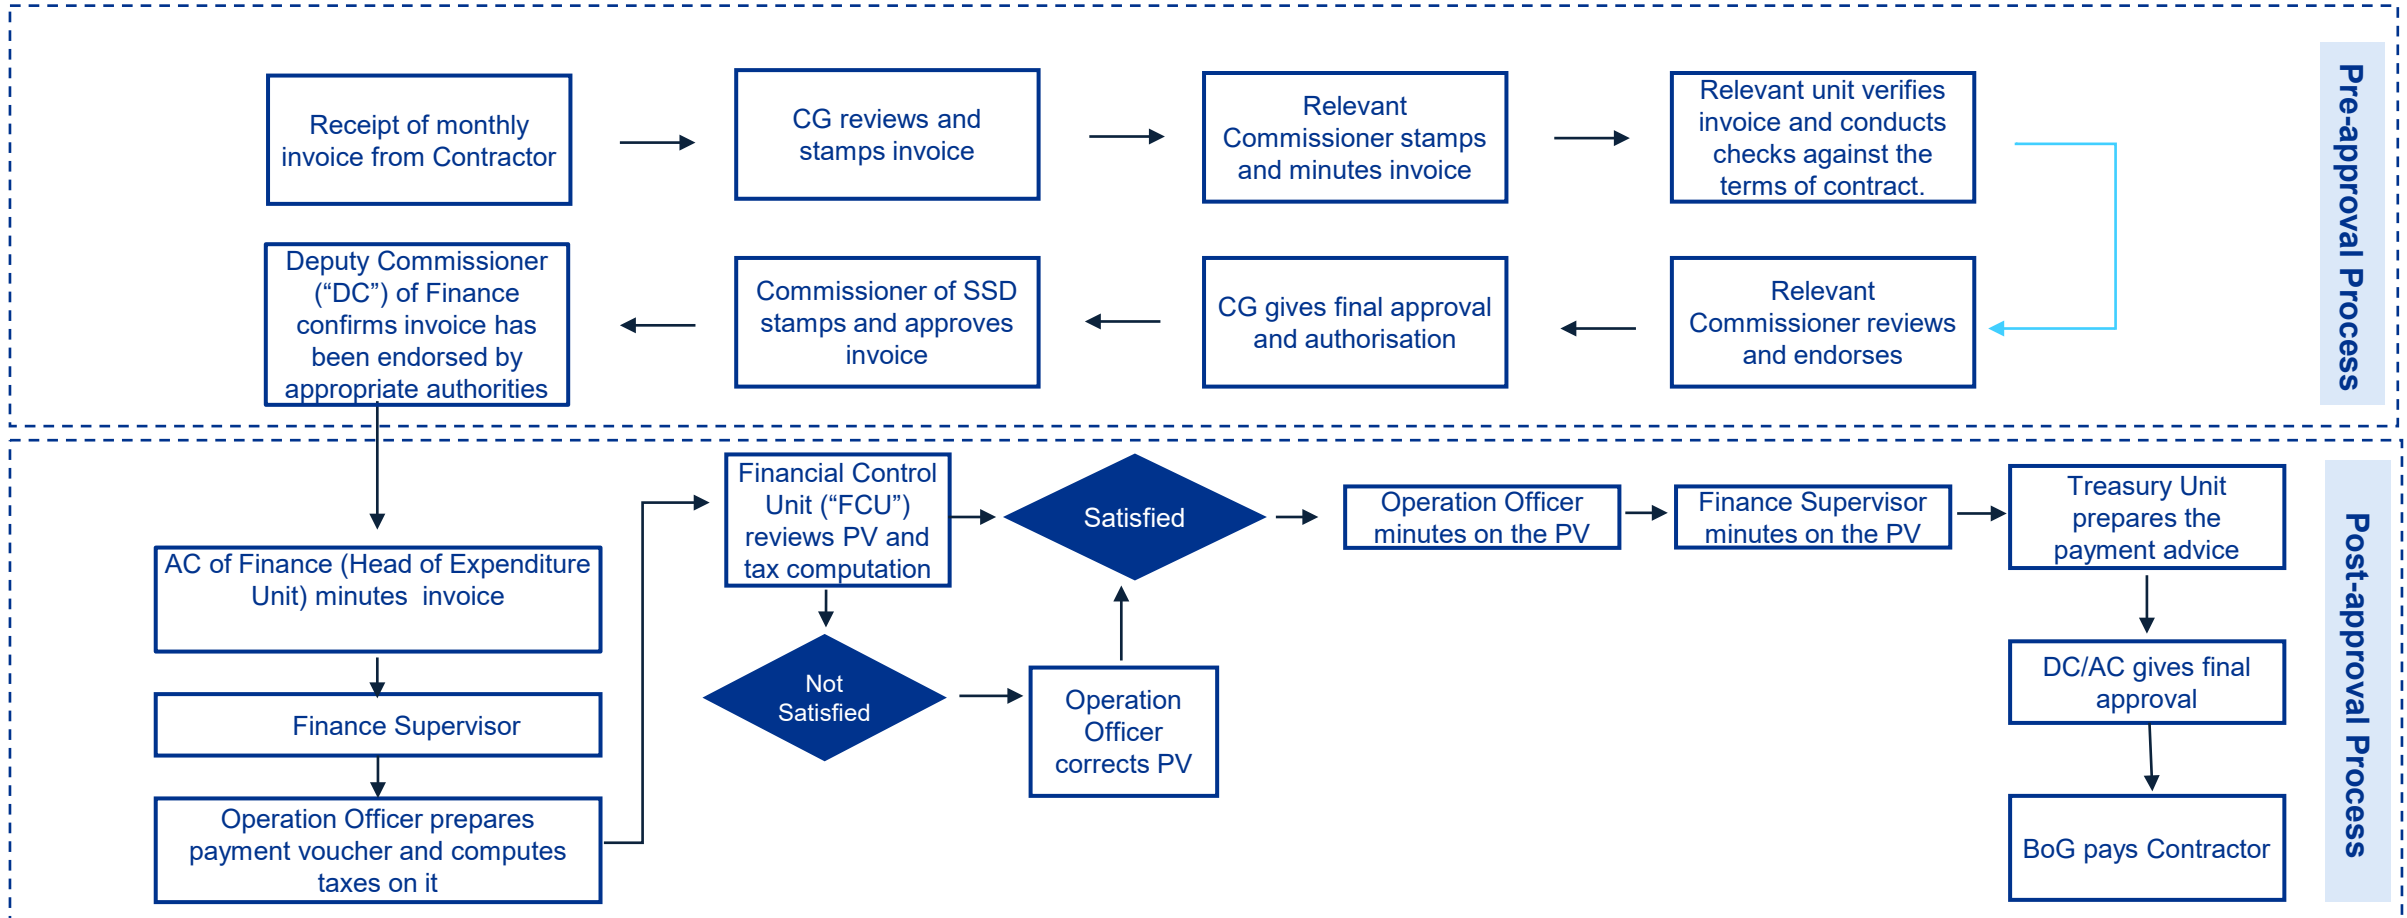 Receipt of monthly
invoice from Contractor
CG reviews and
stamps invoice
Relevant
Commissioner stamps
and minutes invoice
Relevant unit verifies
invoice and conducts
checks against the
terms of contract.
Pre-approval Process
Deputy Commissioner
(“DC”) of Finance
confirms invoice has
been endorsed by
appropriate authorities
Commissioner of SSD
stamps and approves
invoice
CG gives final approval
and authorisation
Relevant
Commissioner reviews
and endorses
AC of Finance (Head of Expenditure
Unit) minutes invoice
Finance Supervisor
Operation Officer prepares
payment voucher and computes
taxes on it
Financial Control
Unit (“FCU”)
reviews PV and
tax computation
Not
Satisfied
Operation
Officer
corrects PV
Satisfied
Operation Officer
minutes on the PV
Finance Supervisor
minutes on the PV
Treasury Unit
prepares the
payment advice
DC/AC gives final
approval
BoG pays Contractor
Post-approval Process